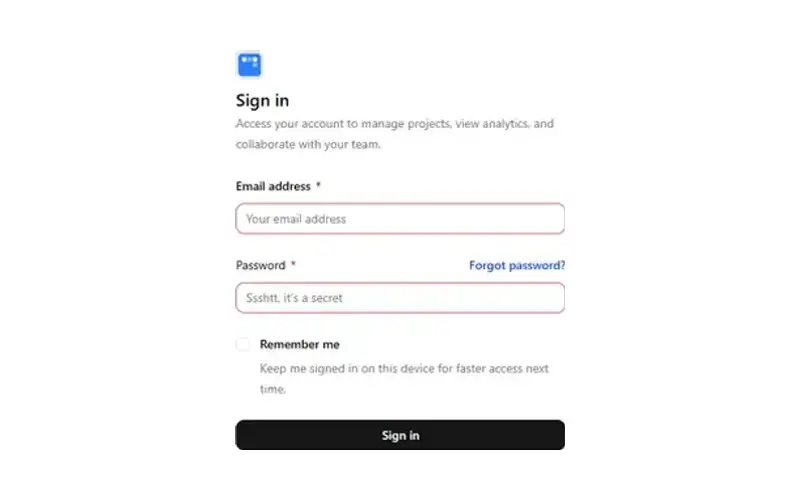 Sign in
Access your account to manage projects, view analytics, and
collaborate with your team.
Email address *
Your email address
Password * Forgot password?
Sshtt, it's a secret
Remember me
Keep me signed in on this device for faster access next
time.
Sign in